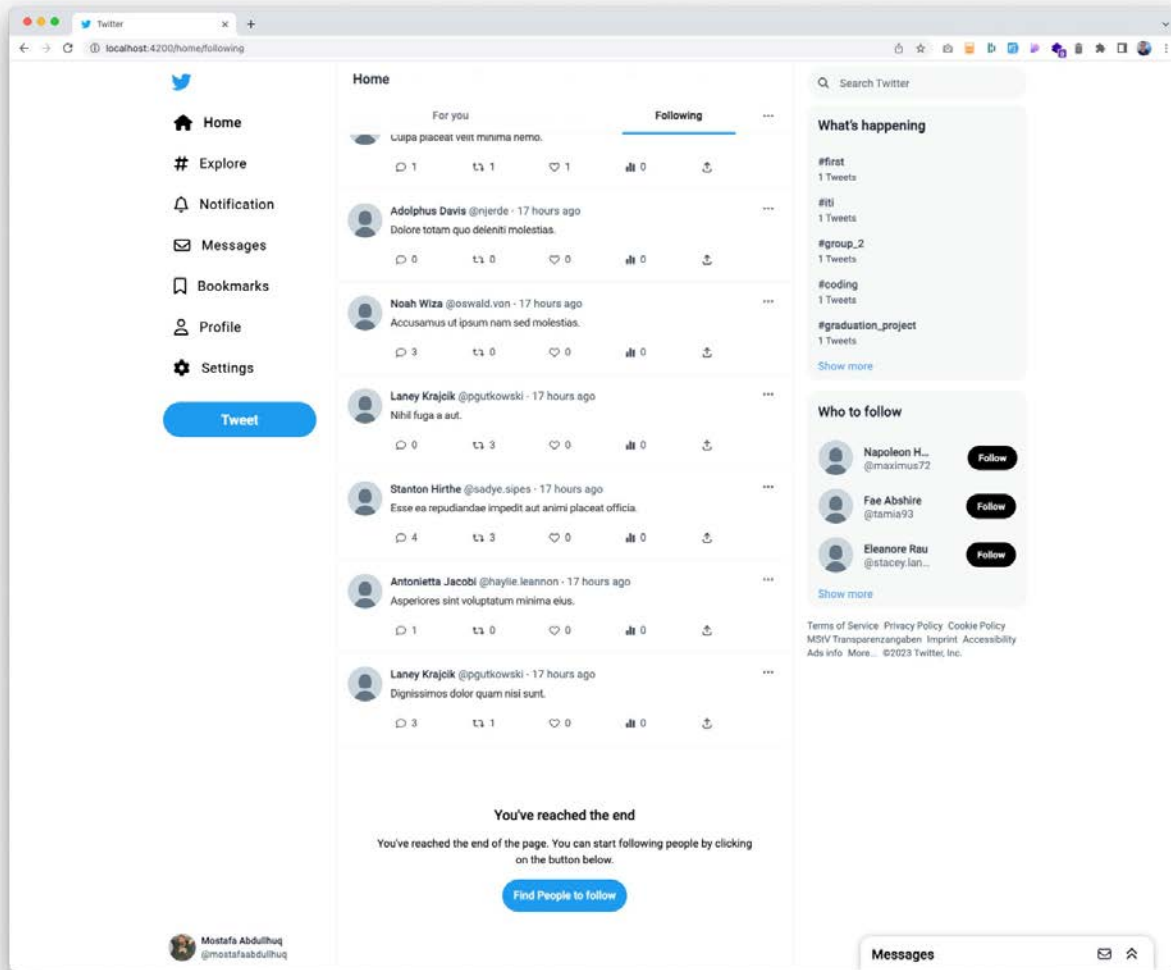 Twitter
localhost:4200/home/following
Home
Explore
Notification
Messages
Bookmarks
Profile
Settings
Tweet
Mostafa Abdullhuq
@mostafaabdullhuq
Home
For you
Following
Culpa placeat velit minima nemo.
1 1 1 0
Adolphus Davis @njerde · 17 hours ago
Dolore totam quo deleniti molestias.
0 0 0 0
Noah Wiza @oswald.von · 17 hours ago
Accusamus ut ipsum nam sed molestias.
3 0 0 0
Laney Krajcik @pgutkowski · 17 hours ago
Nihil fuga a aut.
0 3 0 0
Stanton Hirthe @sadye.sipes · 17 hours ago
Esse ea repudiandae impedit aut animi placeat officia.
4 3 0 0
Antonietta Jacobi @haylie.leannon · 17 hours ago
Asperiores sint voluptatum minima eius.
1 0 0 0
Laney Krajcik @pgutkowski · 17 hours ago
Dignissimos dolor quam nisi sunt.
3 1 0 0
You've reached the end
You've reached the end of the page. You can start following people by clicking
on the button below.
Find People to follow
Search Twitter
What's happening
#first
1 Tweets
#iti
1 Tweets
#group_2
1 Tweets
#coding
1 Tweets
#graduation_project
1 Tweets
Show more
Who to follow
Napoleon H...
@maximus72
Follow
Fae Abshire
@tamia93
Follow
Eleanore Rau
@stacey.lan...
Follow
Show more
Terms of Service Privacy Policy Cookie Policy
MStV Transparenzangaben Imprint Accessibility
Ads info More... ©2023 Twitter, Inc.
Messages